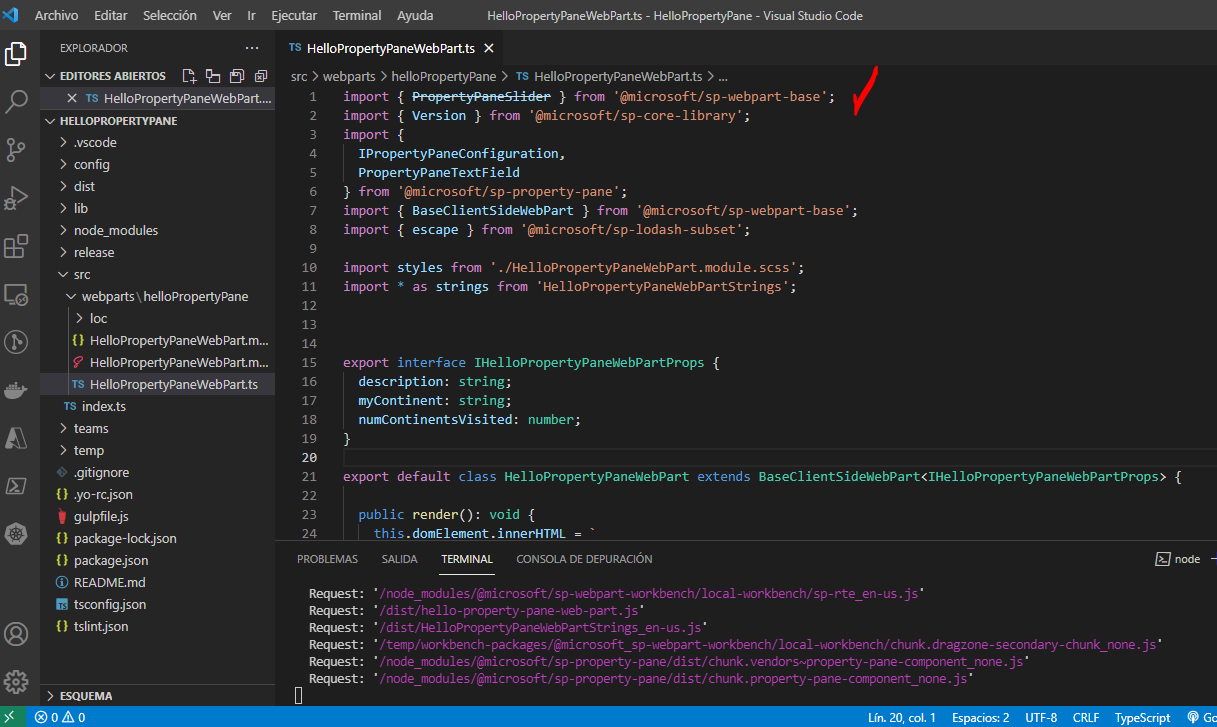 Archivo Editar Selección Ver Ir Ejecutar Terminal Ayuda HelloPropertyPaneWebPart.ts - HelloPropertyPane - Visual Studio Code
EXPLORADOR ...
EDITORES ABIERTOS
TS HelloPropertyPaneWebPart....
HELLOPROPERTYPANE
.vscode
config
dist
lib
node_modules
release
src
webparts\helloPropertyPane
loc
{} HelloPropertyPaneWebPart.m...
HelloPropertyPaneWebPart.m...
TS HelloPropertyPaneWebPart.ts
TS index.ts
teams
temp
.gitignore
{} .yo-rc.json
gulpfile.js
{} package-lock.json
{} package.json
README.md
tsconfig.json
{} tslint.json
ESQUEMA
TS HelloPropertyPaneWebPart.ts
src > webparts > helloPropertyPane > TS HelloPropertyPaneWebPart.ts > ...
1 import { PropertyPaneSlider } from '@microsoft/sp-webpart-base';
2 import { Version } from '@microsoft/sp-core-library';
3 import {
4 IPropertyPaneConfiguration,
5 PropertyPaneTextField
6 } from '@microsoft/sp-property-pane';
7 import { BaseClientSideWebPart } from '@microsoft/sp-webpart-base';
8 import { escape } from '@microsoft/sp-lodash-subset';
9
10 import styles from './HelloPropertyPaneWebPart.module.scss';
11 import * as strings from 'HelloPropertyPaneWebPartStrings';
12
13
14
15 export interface IHelloPropertyPaneWebPartProps {
16 description: string;
17 myContinent: string;
18 numContinentsVisited: number;
19 }
20
21 export default class HelloPropertyPaneWebPart extends BaseClientSideWebPart<IHelloPropertyPaneWebPartProps> {
22
23 public render(): void {
24 this.domElement.innerHTML = `
PROBLEMAS SALIDA TERMINAL CONSOLA DE DEPURACIÓN node
Request: '/node_modules/@microsoft/sp-webpart-workbench/local-workbench/sp-rte_en-us.js'
Request: '/dist/hello-property-pane-web-part.js'
Request: '/dist/HelloPropertyPaneWebPartStrings_en-us.js'
Request: '/temp/workbench-packages/@microsoft_sp-webpart-workbench/local-workbench/chunk.dragzone-secondary-chunk_none.js'
Request: '/node_modules/@microsoft/sp-property-pane/dist/chunk.vendors~property-pane-component_none.js'
Request: '/node_modules/@microsoft/sp-property-pane/dist/chunk.property-pane-component_none.js'
0 0 Lín. 20, col. 1 Espacios: 2 UTF-8 CRLF TypeScript Go